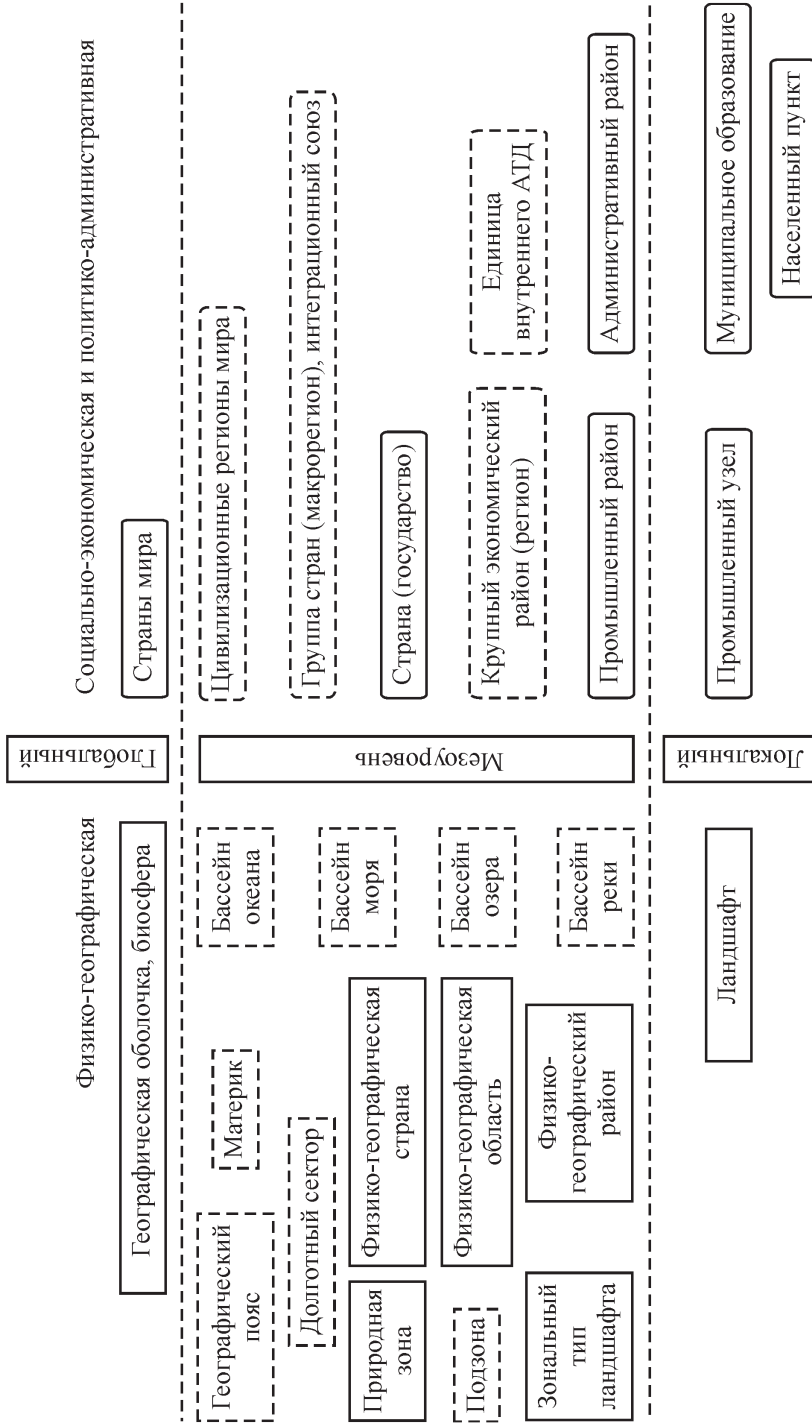 Физико-географическая
Социально-экономическая и политико-административная
Глобальный
Географическая оболочка, биосфера
Страны мира
Мезоуровень
Географический
пояс
Материк
Бассейн
океана
Цивилизационные регионы мира
Долготный сектор
Бассейн
моря
Группа стран (макрорегион), интеграционный союз
Природная
зона
Физико-географическая
страна
Страна (государство)
Подзона
Физико-географическая
область
Бассейн
озера
Крупный экономический
район (регион)
Единица
внутреннего АТД
Зональный
тип
ландшафта
Физико-
географический
район
Бассейн
реки
Промышленный район
Административный район
Локальный
Ландшафт
Промышленный узел
Муниципальное образование
Населенный пункт